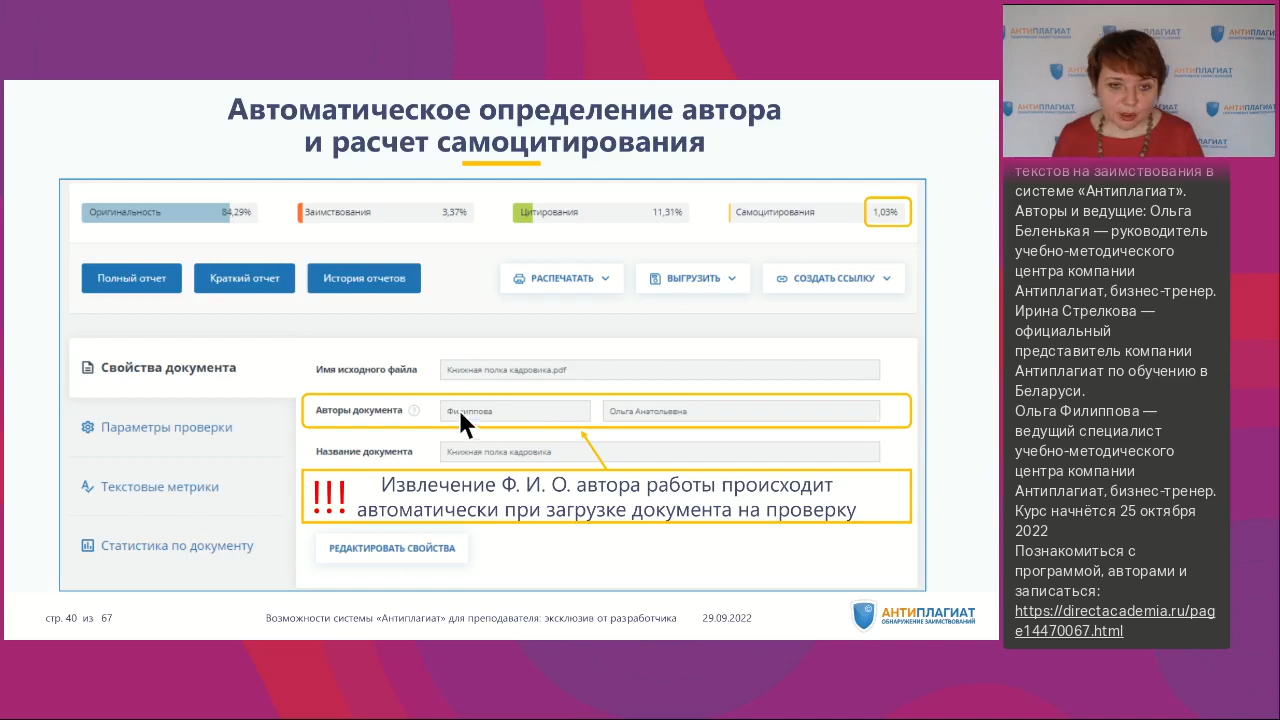 Автоматическое определение автора
и расчет самоцитирования
Оригинальность 84,29% Заимствования 3,37% Цитирования 11,31% Самоцитирования 1,03%
Полный отчет Краткий отчет История отчетов РАСПЕЧАТАТЬ ВЫГРУЗИТЬ СОЗДАТЬ ССЫЛКУ
Свойства документа
Параметры проверки
Текстовые метрики
Статистика по документу
Имя исходного файла Книжная полка кадровика.pdf
Авторы документа ? Филиппова Ольга Анатольевна
Название документа Книжная полка кадровика
!!! Извлечение Ф. И. О. автора работы происходит
автоматически при загрузке документа на проверку
РЕДАКТИРОВАТЬ СВОЙСТВА
стр. 40 из 67 Возможности системы «Антиплагиат» для преподавателя: эксклюзив от разработчика 29.09.2022
АНТИПЛАГИАТ
ОБНАРУЖЕНИЕ ЗАИМСТВОВАНИЙ
АНТИПЛАГИАТ
текстов на заимствования в
системе «Антиплагиат».
Авторы и ведущие: Ольга
Беленькая — руководитель
учебно-методического
центра компании
Антиплагиат, бизнес-тренер.
Ирина Стрелкова —
официальный
представитель компании
Антиплагиат по обучению в
Беларуси.
Ольга Филиппова —
ведущий специалист
учебно-методического
центра компании
Антиплагиат, бизнес-тренер.
Курс начнётся 25 октября
2022
Познакомиться с
программой, авторами и
записаться:
https://directacademia.ru/pag
e14470067.html